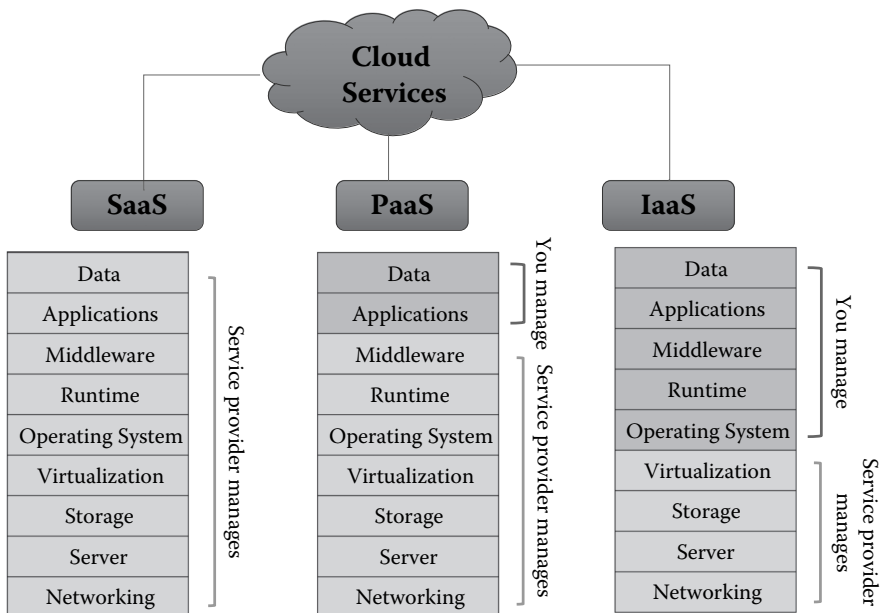 Cloud
Services
SaaS
PaaS
IaaS
Data
Applications
Middleware
Runtime
Operating System
Virtualization
Storage
Server
Networking
Service provider manages
Data
Applications
Middleware
Runtime
Operating System
Virtualization
Storage
Server
Networking
You manage
Service provider manages
Data
Applications
Middleware
Runtime
Operating System
Virtualization
Storage
Server
Networking
You manage
Service provider
manages